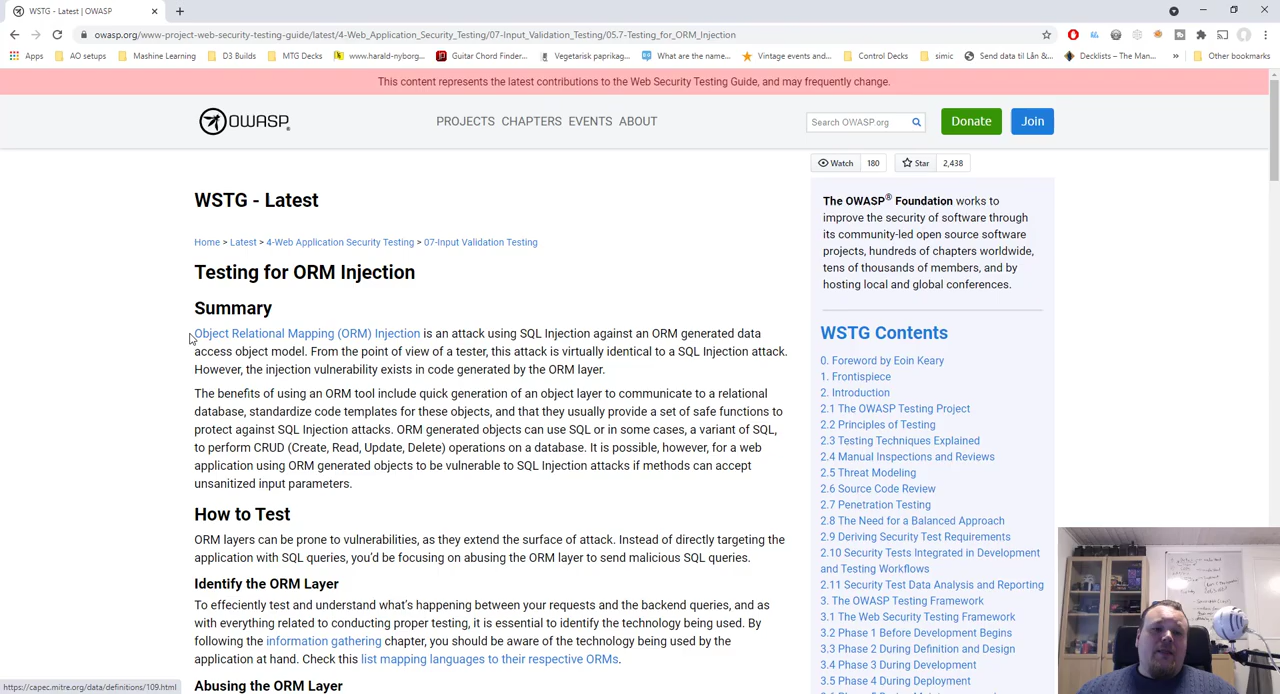 WSTG - Latest | OWASP
owasp.org/www-project-web-security-testing-guide/latest/4-Web_Application_Security_Testing/07-Input_Validation_Testing/05.7-Testing_for_ORM_Injection
Apps AO setups Machine Learning D3 Builds MTG Decks www.harald-nyborg... Guitar Chord Finder... Vegetarisk paprikag... What are the name... Vintage events and... Control Decks simic Send data til Lån &... Decklists – The Man... » Other bookmarks
This content represents the latest contributions to the Web Security Testing Guide, and may frequently change.
OWASP PROJECTS CHAPTERS EVENTS ABOUT Search OWASP.org Donate Join
Watch 180 Star 2,438
WSTG - Latest
Home > Latest > 4-Web Application Security Testing > 07-Input Validation Testing
Testing for ORM Injection
Summary
Object Relational Mapping (ORM) Injection is an attack using SQL Injection against an ORM generated data
access object model. From the point of view of a tester, this attack is virtually identical to a SQL Injection attack.
However, the injection vulnerability exists in code generated by the ORM layer.
The benefits of using an ORM tool include quick generation of an object layer to communicate to a relational
database, standardize code templates for these objects, and that they usually provide a set of safe functions to
protect against SQL Injection attacks. ORM generated objects can use SQL or in some cases, a variant of SQL,
to perform CRUD (Create, Read, Update, Delete) operations on a database. It is possible, however, for a web
application using ORM generated objects to be vulnerable to SQL Injection attacks if methods can accept
unsanitized input parameters.
How to Test
ORM layers can be prone to vulnerabilities, as they extend the surface of attack. Instead of directly targeting the
application with SQL queries, you'd be focusing on abusing the ORM layer to send malicious SQL queries.
Identify the ORM Layer
To effeciently test and understand what's happening between your requests and the backend queries, and as
with everything related to conducting proper testing, it is essential to identify the technology being used. By
following the information gathering chapter, you should be aware of the technology being used by the
application at hand. Check this list mapping languages to their respective ORMs.
Abusing the ORM Layer
The OWASP® Foundation works to
improve the security of software through
its community-led open source software
projects, hundreds of chapters worldwide,
tens of thousands of members, and by
hosting local and global conferences.
WSTG Contents
0. Foreword by Eoin Keary
1. Frontispiece
2. Introduction
2.1 The OWASP Testing Project
2.2 Principles of Testing
2.3 Testing Techniques Explained
2.4 Manual Inspections and Reviews
2.5 Threat Modeling
2.6 Source Code Review
2.7 Penetration Testing
2.8 The Need for a Balanced Approach
2.9 Deriving Security Test Requirements
2.10 Security Tests Integrated in Development
and Testing Workflows
2.11 Security Test Data Analysis and Reporting
3. The OWASP Testing Framework
3.1 The Web Security Testing Framework
3.2 Phase 1 Before Development Begins
3.3 Phase 2 During Definition and Design
3.4 Phase 3 During Development
3.5 Phase 4 During Deployment
https://capec.mitre.org/data/definitions/109.html